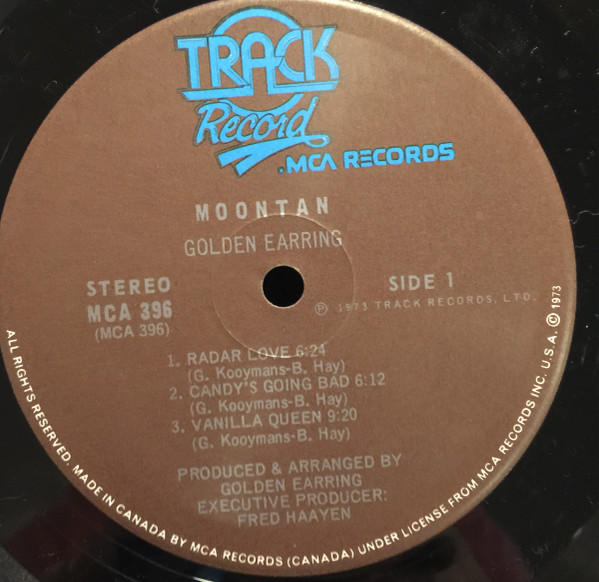 TRACK
Record
.MCA RECORDS
MOONTAN
GOLDEN EARRING
STEREO
MCA 396
(MCA 396)
SIDE 1
℗ 1973 TRACK RECORDS, LTD.
1. RADAR LOVE 6:24
(G. Kooymans-B. Hay)
2. CANDY'S GOING BAD 6:12
(G. Kooymans-B. Hay)
3. VANILLA QUEEN 9:20
(G. Kooymans-B. Hay)
PRODUCED & ARRANGED BY
GOLDEN EARRING
EXECUTIVE PRODUCER:
FRED HAAYEN
ALL RIGHTS RESERVED. MADE IN CANADA BY MCA RECORDS (CANADA) UNDER LICENSE FROM MCA RECORDS INC. U.S.A. © 1973